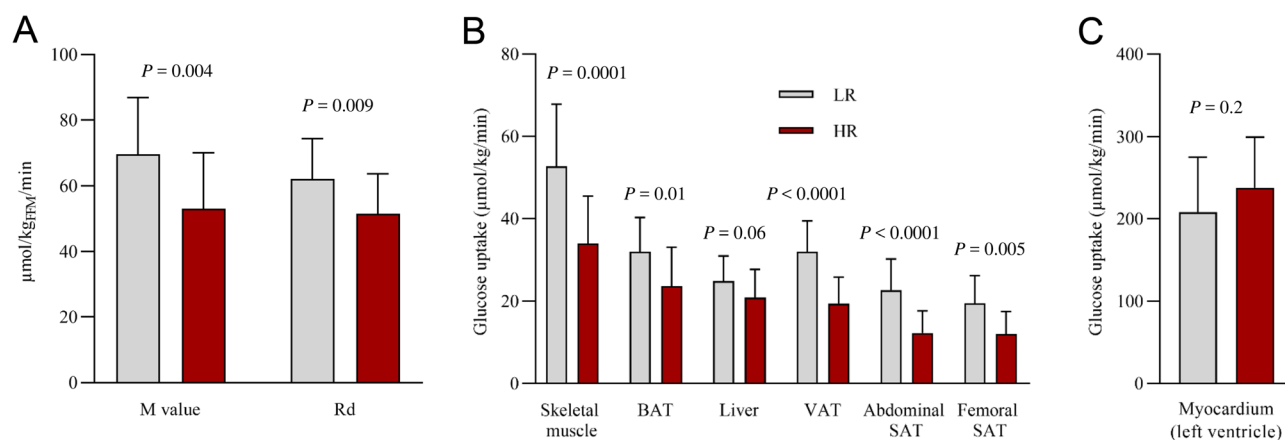 A
100
80
60
40
20
0
μmol/kgFFM/min
P = 0.004
P = 0.009
M value
Rd
B
80
60
40
20
0
Glucose uptake (μmol/kg/min)
P = 0.0001
P = 0.01
P = 0.06
P < 0.0001
P < 0.0001
P = 0.005
LR
HR
Skeletal
muscle
BAT
Liver
VAT
Abdominal
SAT
Femoral
SAT
C
400
300
200
100
0
Glucose uptake (μmol/kg/min)
P = 0.2
Myocardium
(left ventricle)